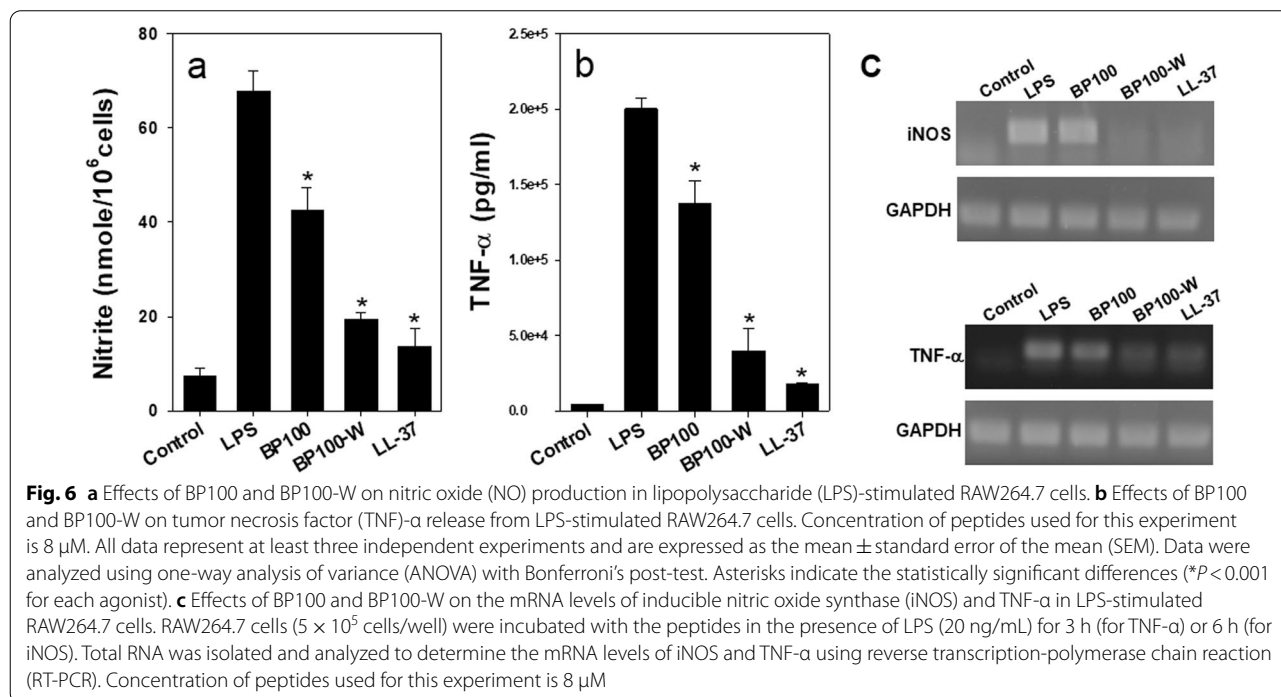 a
Nitrite (nmole/10⁶cells)
80
60
40
20
0
*
*
*
Control
LPS
BP100
BP100-W
LL-37
b
TNF-α (pg/ml)
2.5e+5
2.0e+5
1.5e+5
1.0e+5
5.0e+4
0.0
*
*
*
Control
LPS
BP100
BP100-W
LL-37
c
Control
LPS
BP100
BP100-W
LL-37
iNOS
GAPDH
Control
LPS
BP100
BP100-W
LL-37
TNF-α
GAPDH
Fig. 6 a Effects of BP100 and BP100-W on nitric oxide (NO) production in lipopolysaccharide (LPS)-stimulated RAW264.7 cells. b Effects of BP100
and BP100-W on tumor necrosis factor (TNF)-α release from LPS-stimulated RAW264.7 cells. Concentration of peptides used for this experiment
is 8 μM. All data represent at least three independent experiments and are expressed as the mean ± standard error of the mean (SEM). Data were
analyzed using one-way analysis of variance (ANOVA) with Bonferroni's post-test. Asterisks indicate the statistically significant differences (*P < 0.001
for each agonist). c Effects of BP100 and BP100-W on the mRNA levels of inducible nitric oxide synthase (iNOS) and TNF-α in LPS-stimulated
RAW264.7 cells. RAW264.7 cells (5 × 10⁵ cells/well) were incubated with the peptides in the presence of LPS (20 ng/mL) for 3 h (for TNF-α) or 6 h (for
iNOS). Total RNA was isolated and analyzed to determine the mRNA levels of iNOS and TNF-α using reverse transcription-polymerase chain reaction
(RT-PCR). Concentration of peptides used for this experiment is 8 μM